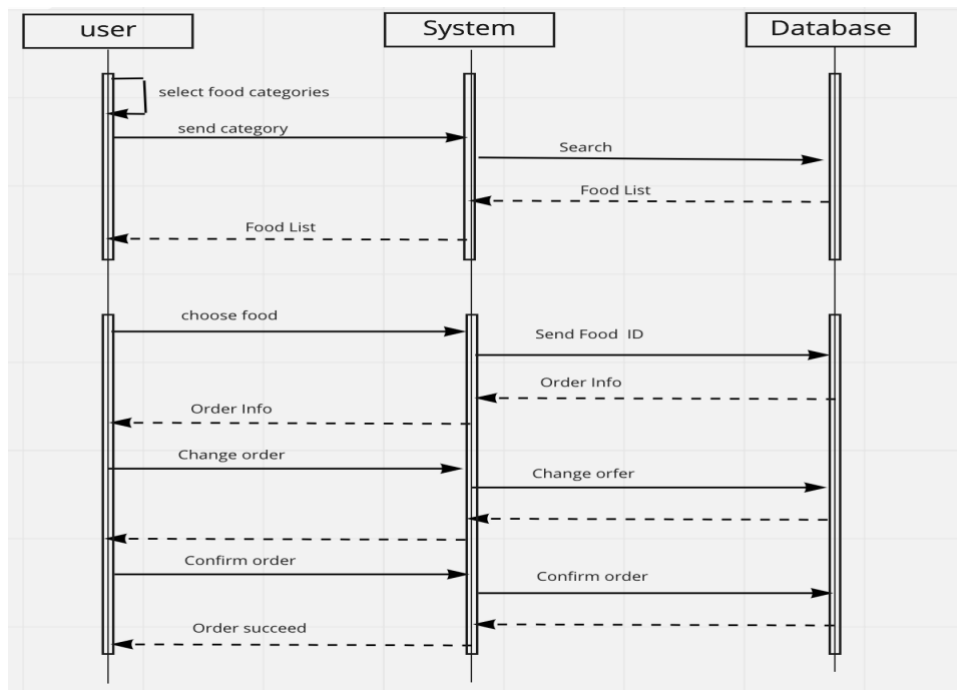 user
System
Database
select food categories
send category
Search
Food List
Food List
choose food
Send Food ID
Order Info
Order Info
Change order
Change orfer
Confirm order
Confirm order
Order succeed